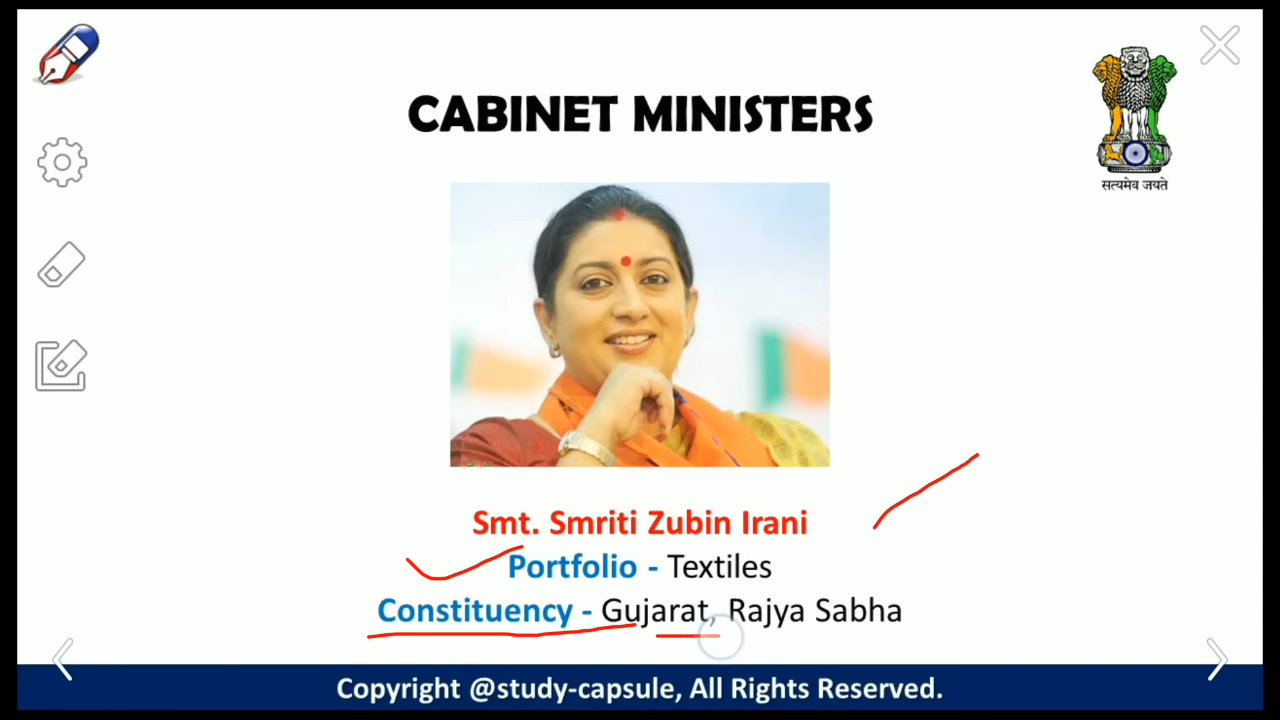 CABINET MINISTERS
सत्यमेव जयते
Smt. Smriti Zubin Irani
Portfolio - Textiles
Constituency - Gujarat, Rajya Sabha
Copyright @study-capsule, All Rights Reserved.